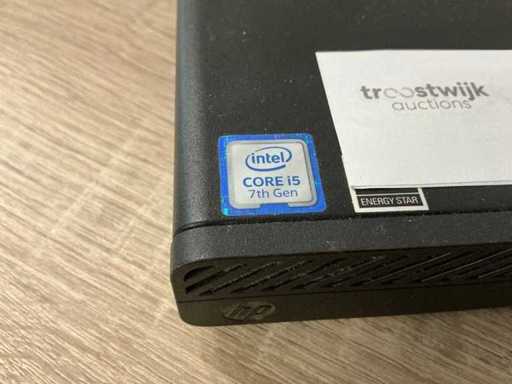 troostwijk
auctions
intel
CORE i5
7th Gen
ENERGY STAR
hp